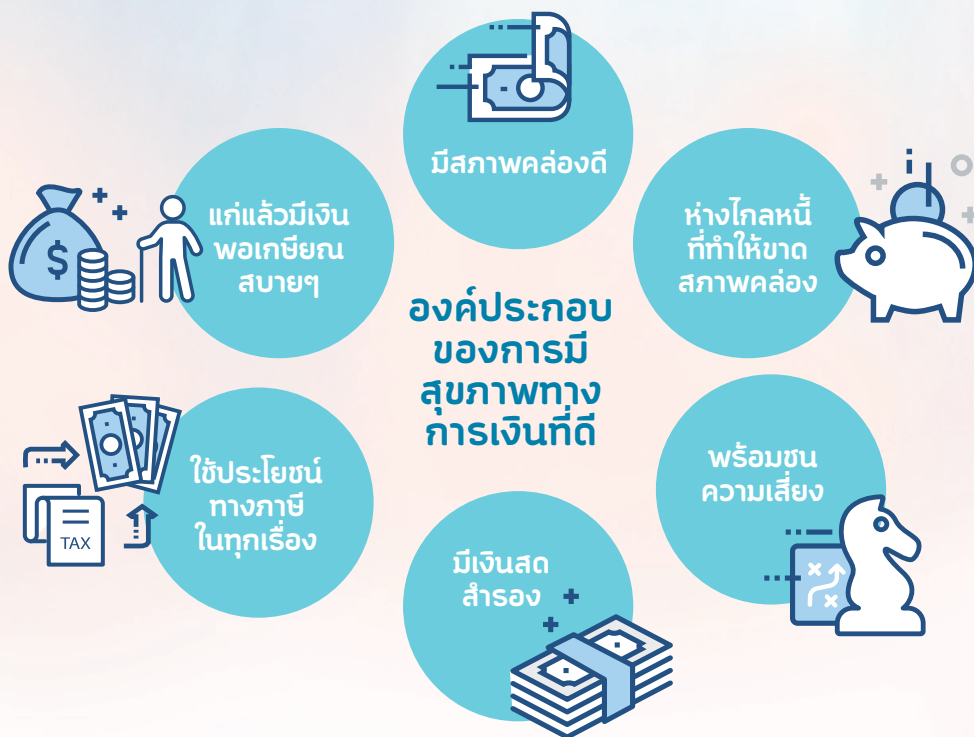 องค์ประกอบ
ของการมี
สุขภาพทาง
การเงินที่ดี
มีสภาพคล่องดี
ห่างไกลหนี้
ที่ทำให้ขาด
สภาพคล่อง
พร้อมชน
ความเสี่ยง
มีเงินสด
สำรอง
ใช้ประโยชน์
ทางภาษี
ในทุกเรื่อง
TAX
แก่แล้วมีเงิน
พอเกษียณ
สบายๆ
$